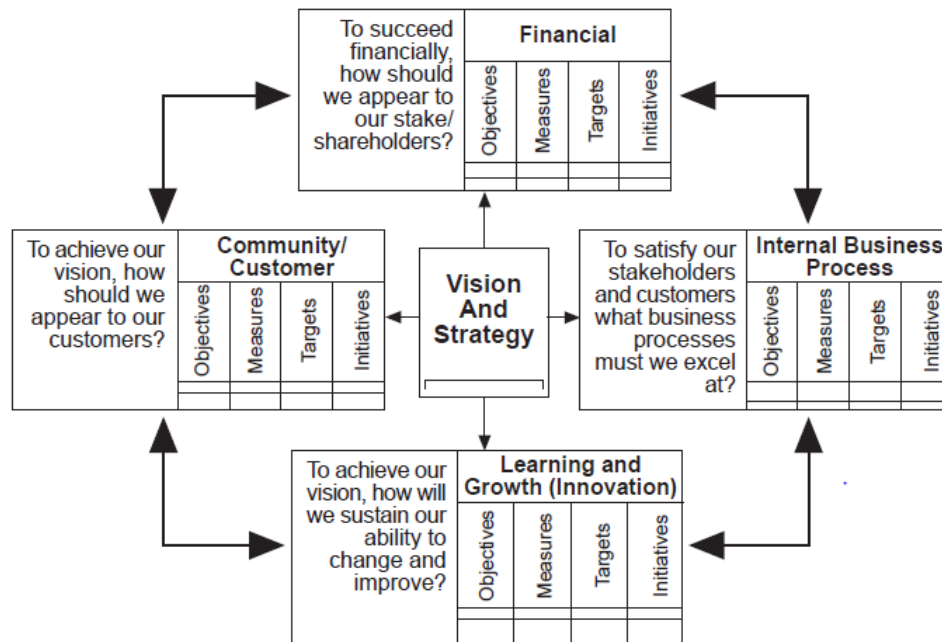 To succeed
financially,
how should
we appear to
our stake/
shareholders?
Financial
Objectives
Measures
Targets
Initiatives
To achieve our
vision, how
should we
appear to our
customers?
Community/
Customer
Objectives
Measures
Targets
Initiatives
Vision
And
Strategy
To satisfy our
stakeholders
and customers
what business
processes
must we excel
at?
Internal Business
Process
Objectives
Measures
Targets
Initiatives
To achieve our
vision, how will
we sustain our
ability to
change and
improve?
Learning and
Growth (Innovation)
Objectives
Measures
Targets
Initiatives